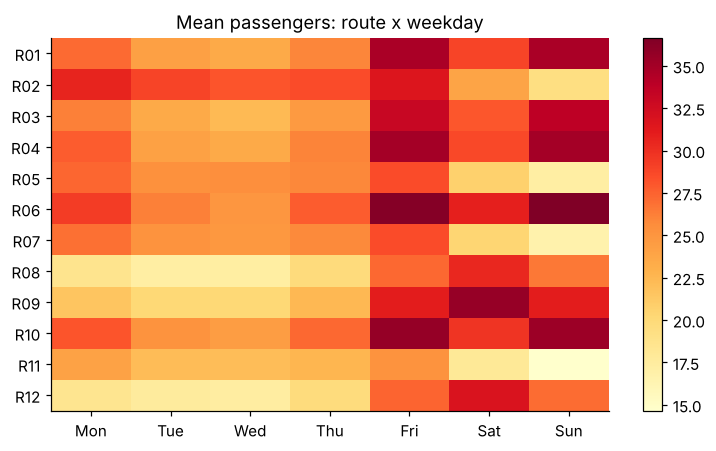 Mean passengers: route x weekday
R01
R02
R03
R04
R05
R06
R07
R08
R09
R10
R11
R12
Mon Tue Wed Thu Fri Sat Sun
35.0
32.5
30.0
27.5
25.0
22.5
20.0
17.5
15.0